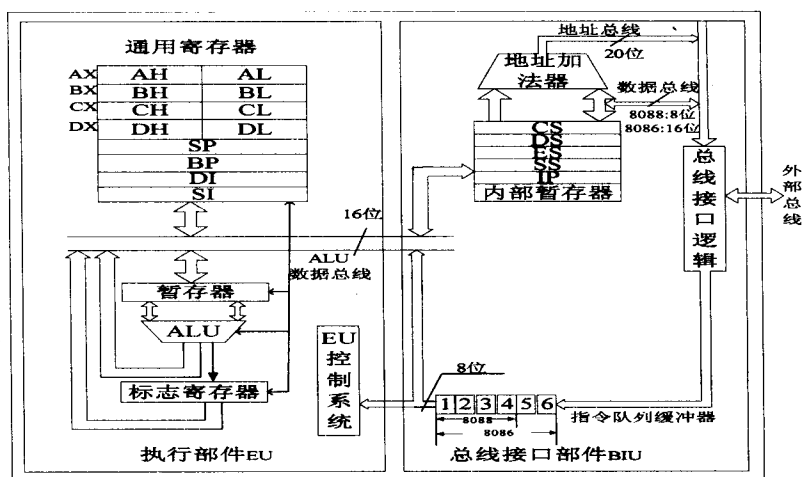 通用寄存器
AX AH AL
BX BH BL
CX CH CL
DX DH DL
SP
BP
DI
SI
16位
ALU
数据总线
暂存器
ALU
标志寄存器
EU
控
制
系
统
执行部件EU
地址总线
20位
地址加
法器
数据总线
8088:8位
8086:16位
CS
DS
ES
SS
IP
内部暂存器
总
线
接
口
逻
辑
外
部
总
线
8位
1 2 3 4 5 6
指令队列缓冲器
8088
8086
总线接口部件BIU